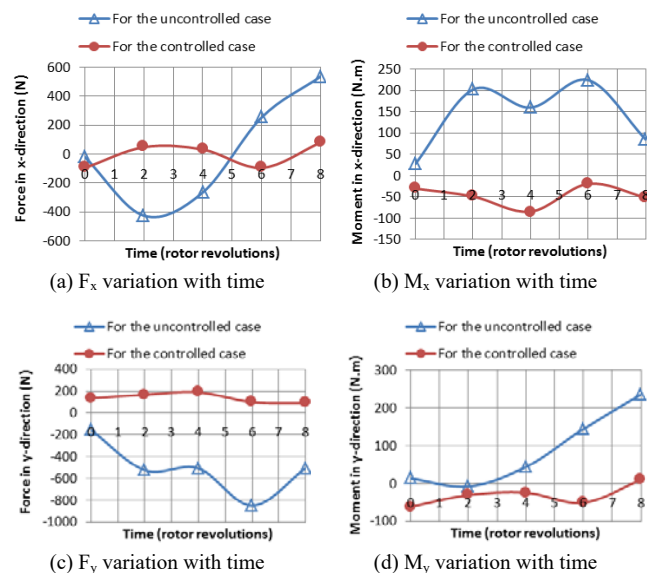 For the uncontrolled case
For the controlled case
Force in x-direction (N)
600
400
200
0
-200
-400
-600
0 1 2 3 4 5 6 7 8
Time (rotor revolutions)
(a) Fx variation with time
For the uncontrolled case
For the controlled case
Moment in x-direction (N.m)
250
200
150
100
50
0
-50
-100
-150
0 1 2 3 4 5 6 7 8
Time (rotor revolutions)
(b) Mx variation with time
For the uncontrolled case
For the controlled case
Force in y-direction (N)
400
200
0
-200
-400
-600
-800
-1000
0 1 2 3 4 5 6 7 8
Time (rotor revolutions)
(c) Fy variation with time
For the uncontrolled case
For the controlled case
Moment in y-direction (N.m)
300
200
100
0
-100
0 1 2 3 4 5 6 7 8
Time (rotor revolutions)
(d) My variation with time